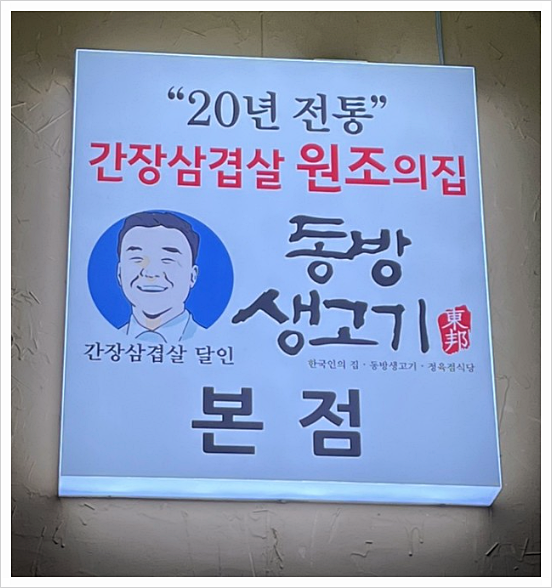 “20년 전통”
간장삼겹살 원조의집
동방
생고기
東邦
간장삼겹살 달인
한국인의 집 · 동방생고기 · 정육점식당
본 점